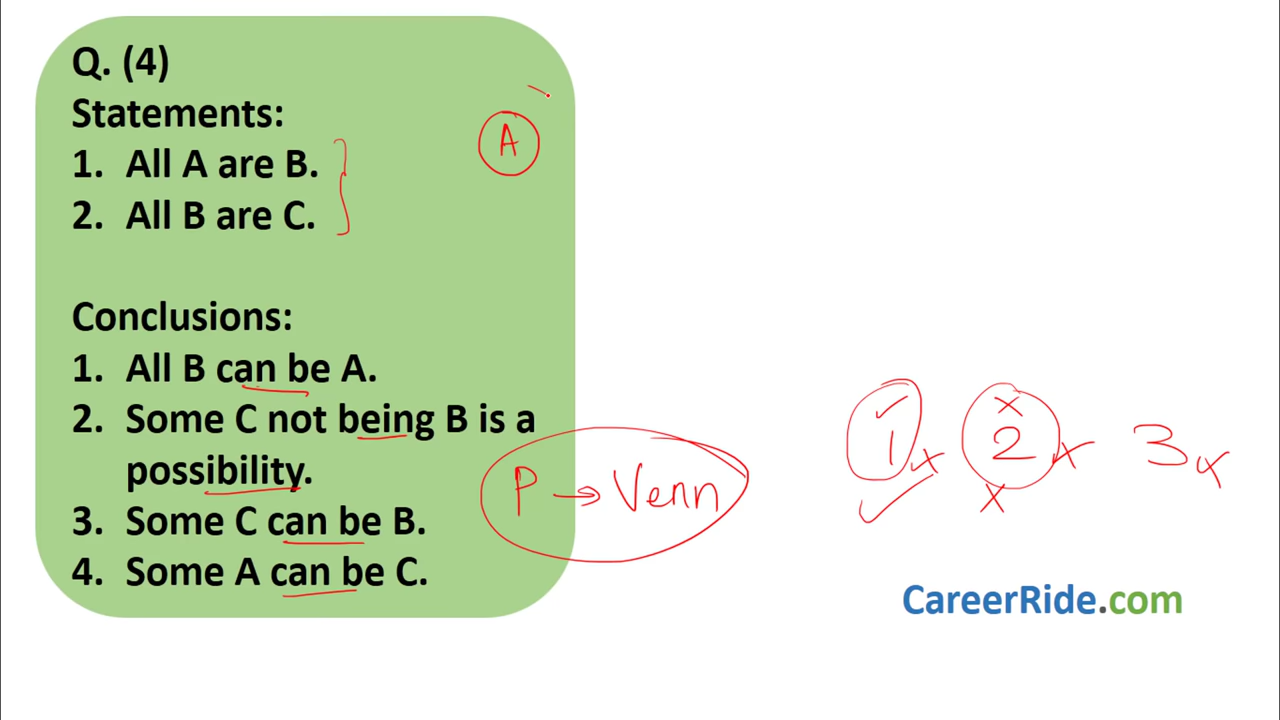 Q. (4)
Statements:
1. All A are B.
2. All B are C.
A
Conclusions:
1. All B can be A.
2. Some C not being B is a
possibility.
3. Some C can be B.
4. Some A can be C.
P → Venn
✓ x
1 x 2 x 3 x
✓ x
CareerRide.com